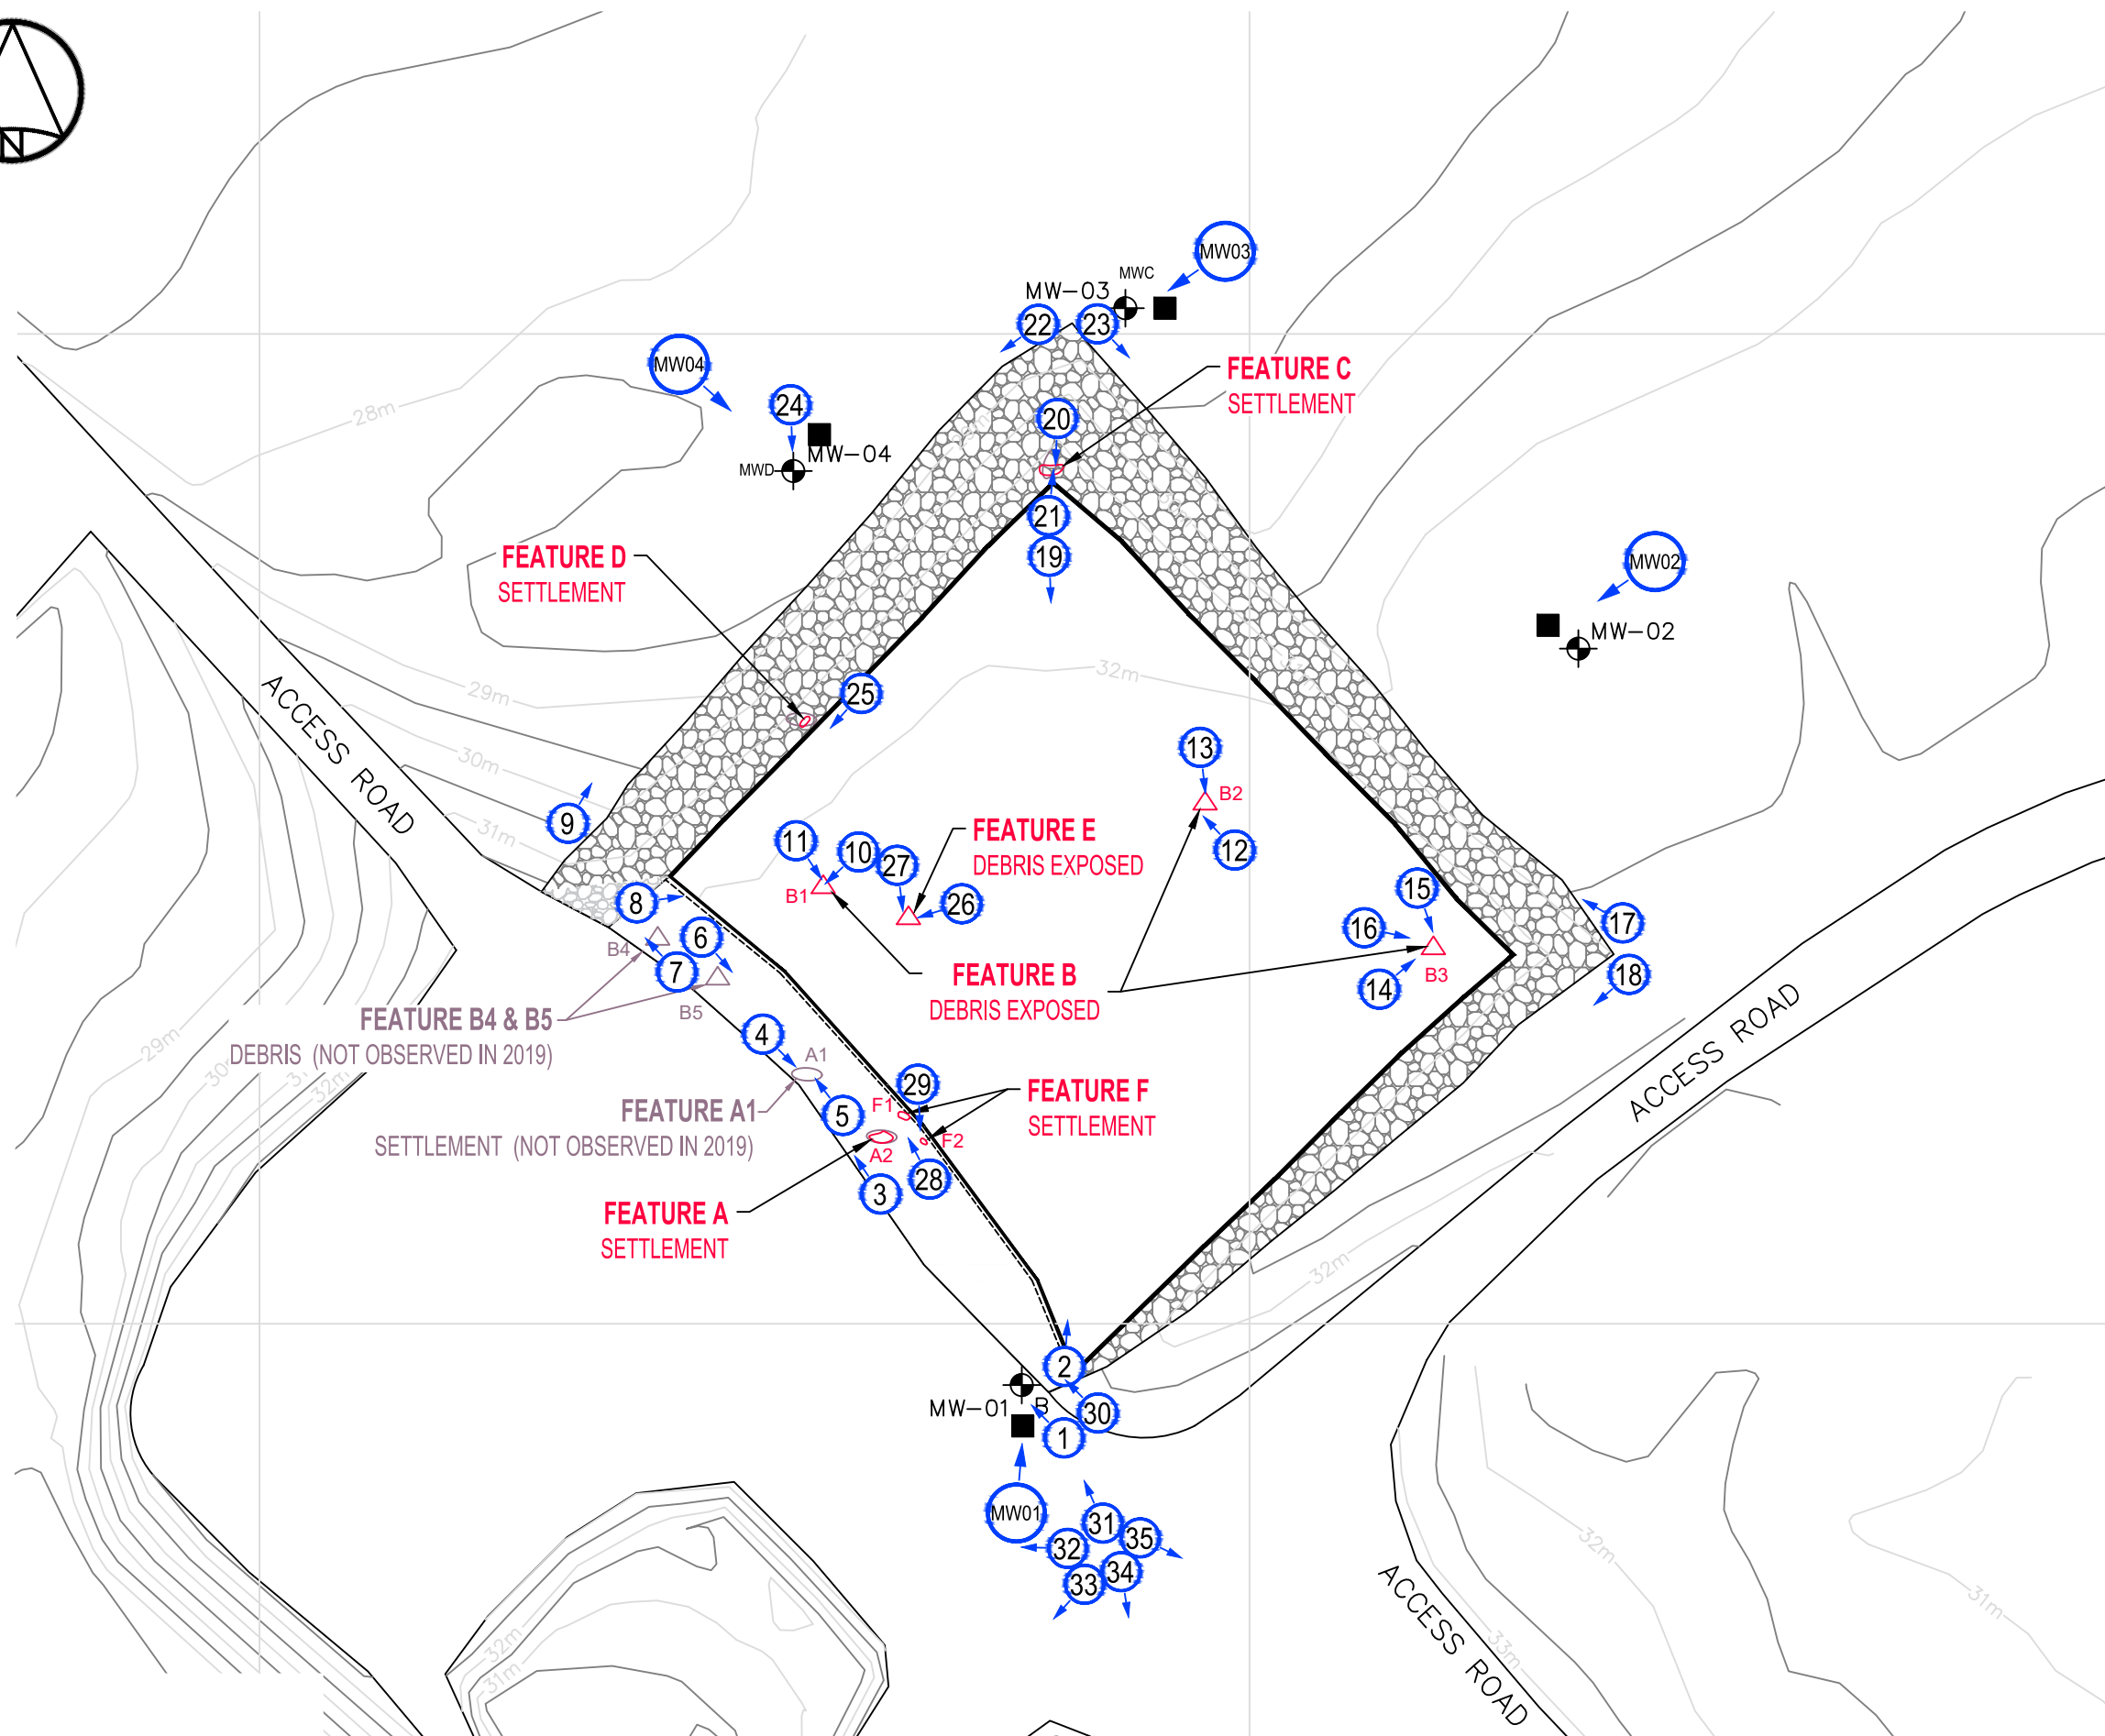 N
MW03
MWC
MW-03
22
23
MW04
FEATURE C
SETTLEMENT
24
20
28m
MW-04
MWD
21
19
FEATURE D
SETTLEMENT
MW02
MW-02
32m
29m
25
ACCESS ROAD
30m
13
B2
31m
9
11
10
27
FEATURE E
DEBRIS EXPOSED
12
B1
26
15
8
16
17
6
B4
7
B3
FEATURE B
DEBRIS EXPOSED
14
18
B5
FEATURE B4 & B5
DEBRIS (NOT OBSERVED IN 2019)
4
29m
30
32m
A1
ACCESS ROAD
29
FEATURE F
SETTLEMENT
FEATURE A1
SETTLEMENT (NOT OBSERVED IN 2019)
5
F1
F2
A2
28
3
FEATURE A
SETTLEMENT
32m
2
MW-01
B
30
1
MW01
31
35
32
34
33
32m
31m
32m
31m
33m
ACCESS ROAD